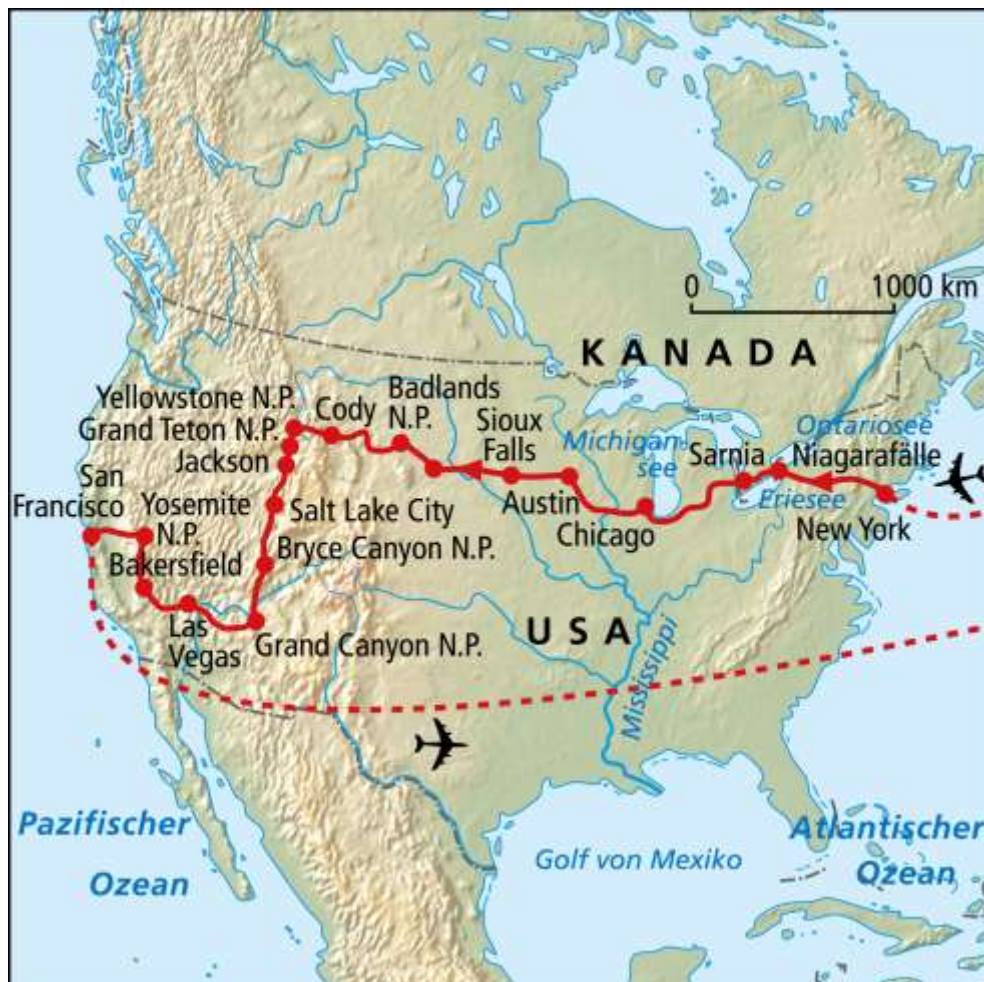 0 1000 km
KANADA
Yellowstone N.P.
Grand Teton N.P.
Jackson
Cody
Badlands
N.P.
Sioux
Falls
Michigan-
see
Sarnia
Ontariosee
Niagarafälle
Eriesee
New York
San
Francisco
Yosemite
N.P.
Bakersfield
Salt Lake City
Bryce Canyon N.P.
Austin
Chicago
Las
Vegas
Grand Canyon N.P.
USA
Mississippi
Pazifischer
Ozean
Golf von Mexiko
Atlantischer
Ozean